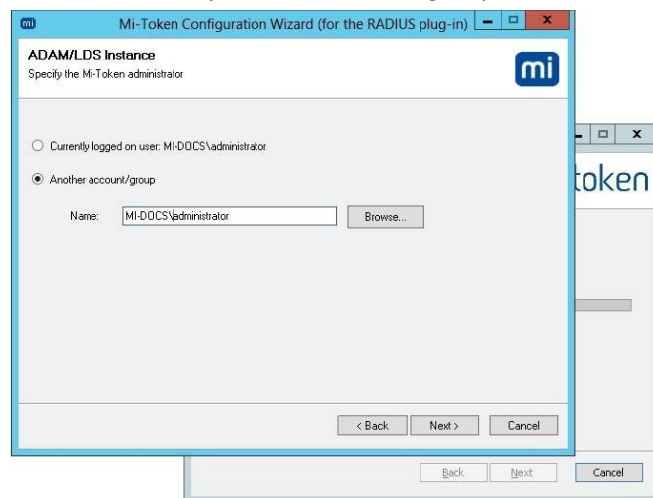 mi Mi-Token Configuration Wizard (for the RADIUS plug-in)
ADAM/LDS Instance
Specify the Mi-Token administrator
mi
Currently logged on user: MI-DOCS\administrator
Another account/group
token
Name: MI-DOCS\administrator Browse...
< Back Next > Cancel
Back Next Cancel